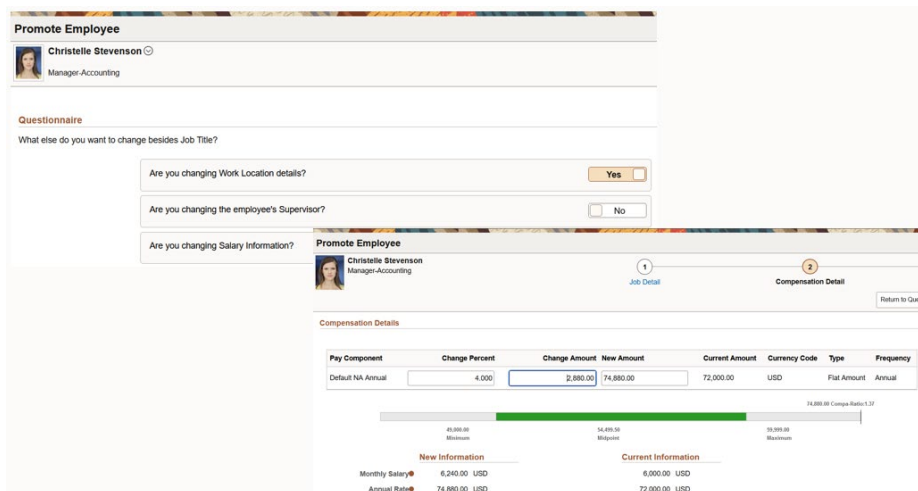 Promote Employee
Christelle Stevenson
Manager-Accounting
Questionnaire
What else do you want to change besides Job Title?
Are you changing Work Location details? Yes
Are you changing the employee's Supervisor? No
Are you changing Salary Information?
Promote Employee
Christelle Stevenson
Manager-Accounting
1 2
Job Detail Compensation Detail
Return to Que
Compensation Details
Pay Component Change Percent Change Amount New Amount Current Amount Currency Code Type Frequency
Default NA Annual 4.000 2,880.00 74,880.00 72,000.00 USD Flat Amount Annual
74,880.00 Compa-Ratio:1.37
49,000.00 54,499.50 59,999.00
Minimum Midpoint Maximum
New Information Current Information
Monthly Salary 6,240.00 USD 6,000.00 USD
Annual Rate 74,880.00 USD 72,000.00 USD